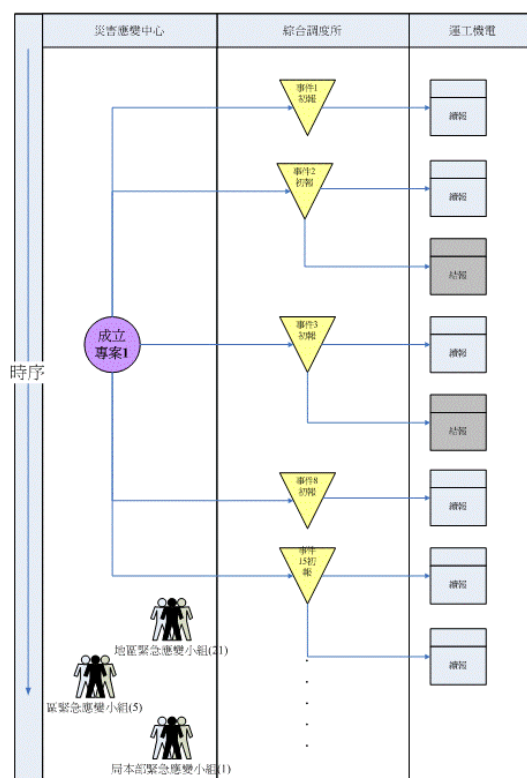 災害應變中心
綜合調度所
運工機電
事件1
初報
續報
事件2
初報
續報
結報
成立
專案1
事件3
初報
續報
時序
結報
事件8
初報
續報
事件
15初
報
續報
地區緊急應變小組(21)
續報
區緊急應變小組(5)
局本部緊急應變小組(1)